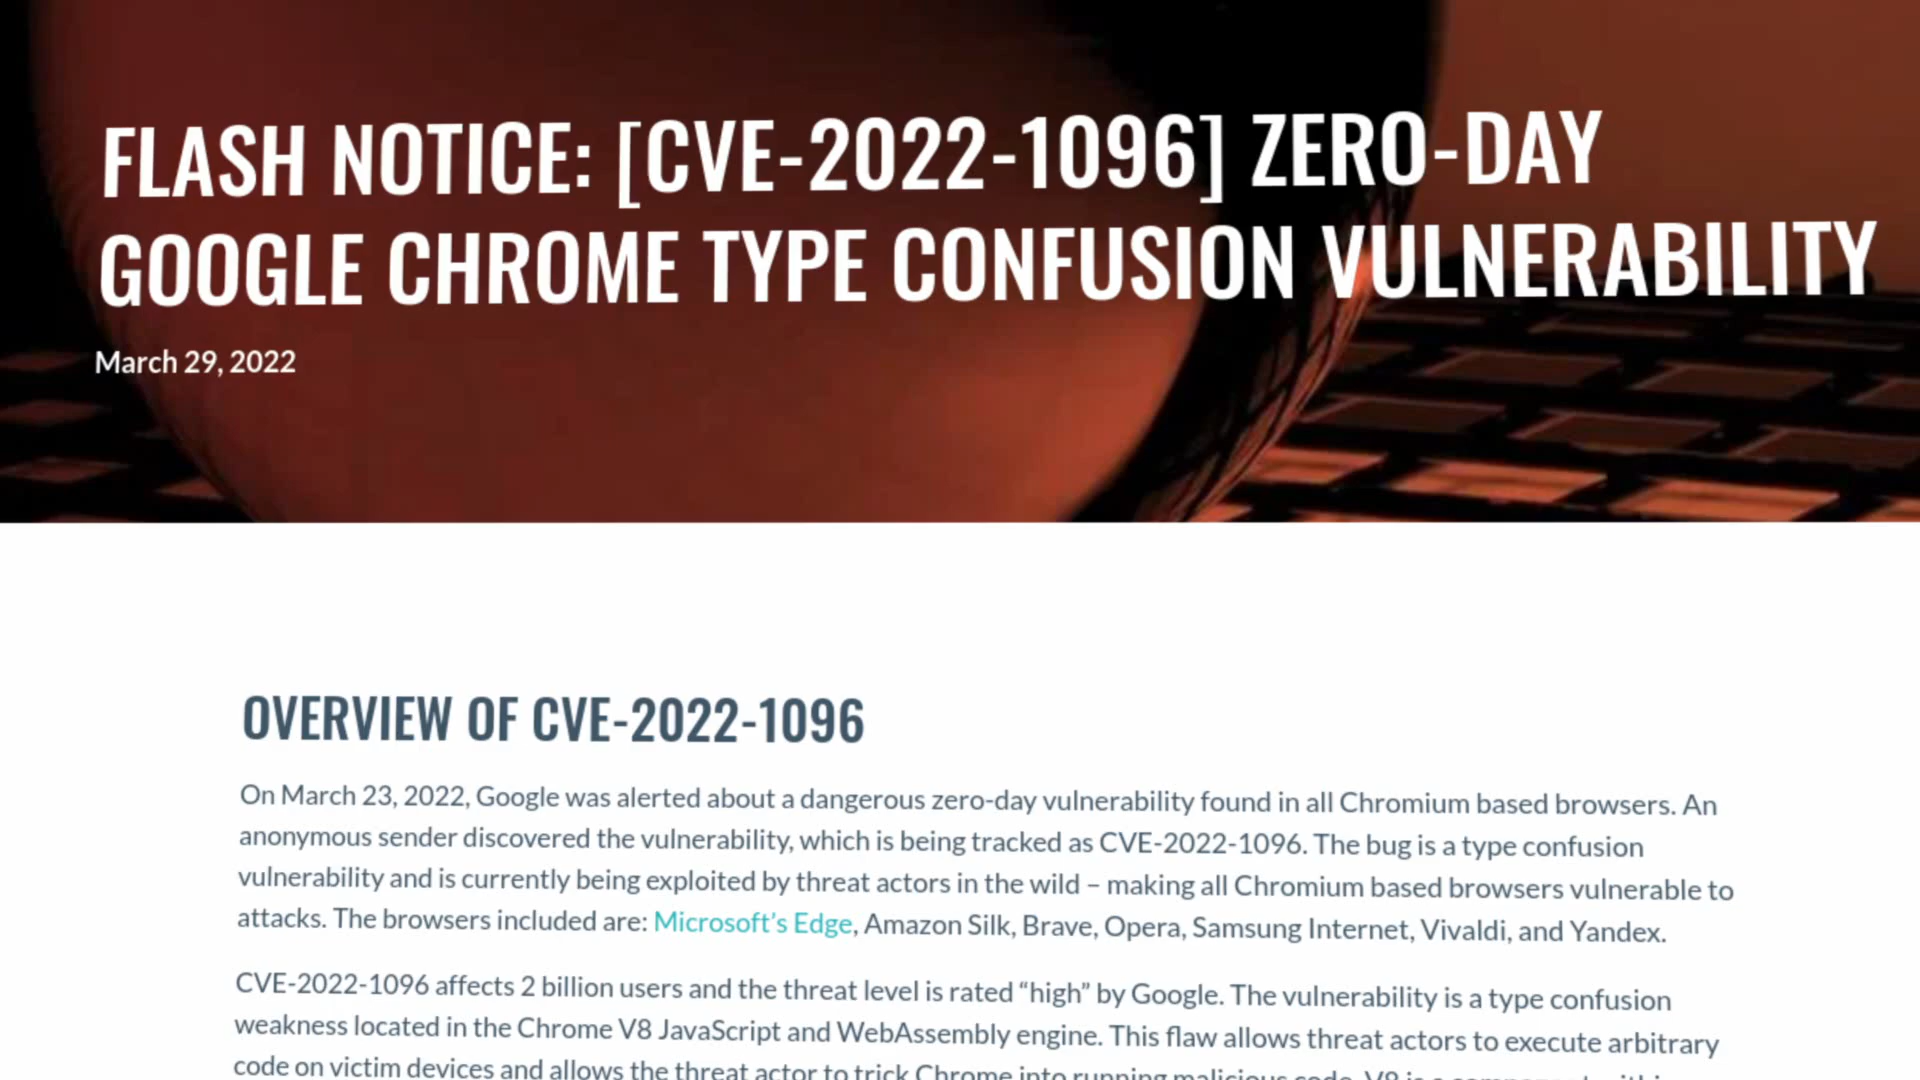 FLASH NOTICE: [CVE-2022-1096] ZERO-DAY
GOOGLE CHROME TYPE CONFUSION VULNERABILITY
March 29, 2022
OVERVIEW OF CVE-2022-1096
On March 23, 2022, Google was alerted about a dangerous zero-day vulnerability found in all Chromium based browsers. An
anonymous sender discovered the vulnerability, which is being tracked as CVE-2022-1096. The bug is a type confusion
vulnerability and is currently being exploited by threat actors in the wild – making all Chromium based browsers vulnerable to
attacks. The browsers included are: Microsoft’s Edge, Amazon Silk, Brave, Opera, Samsung Internet, Vivaldi, and Yandex.
CVE-2022-1096 affects 2 billion users and the threat level is rated “high” by Google. The vulnerability is a type confusion
weakness located in the Chrome V8 JavaScript and WebAssembly engine. This flaw allows threat actors to execute arbitrary
code on victim devices and allows the threat actor to trick Chrome into running malicious code. V8 is a component